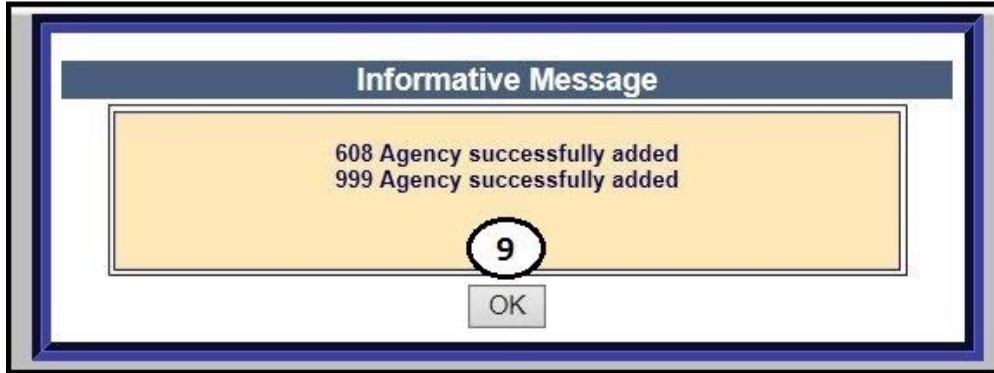 Informative Message
608 Agency successfully added
999 Agency successfully added
9
OK